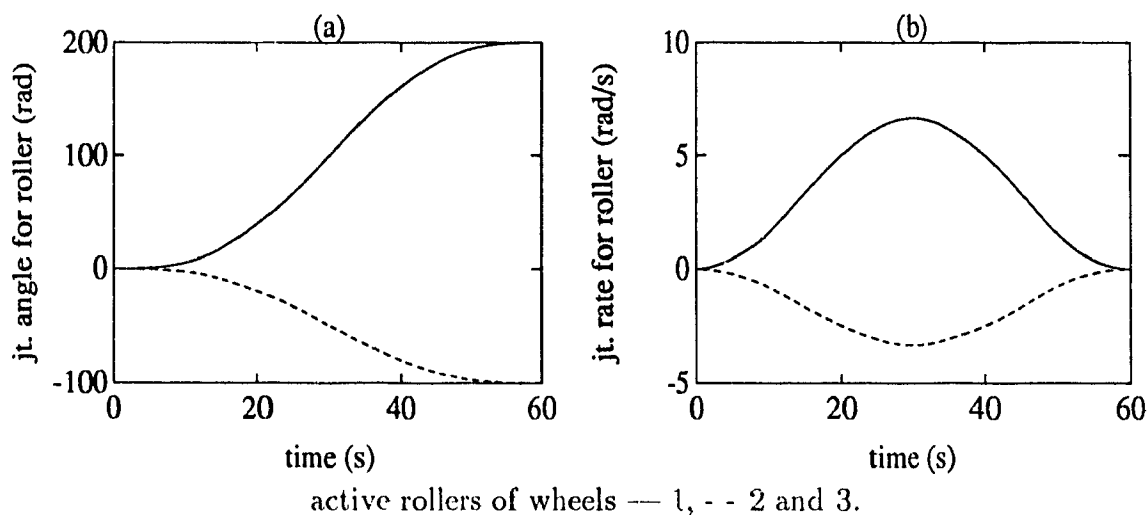 (a)
(b)
200
100
0
-100
jt. angle for roller (rad)
0
20
40
60
time (s)
10
5
0
-5
jt. rate for roller (rad/s)
0
20
40
60
time (s)
active rollers of wheels — 1, - - 2 and 3.